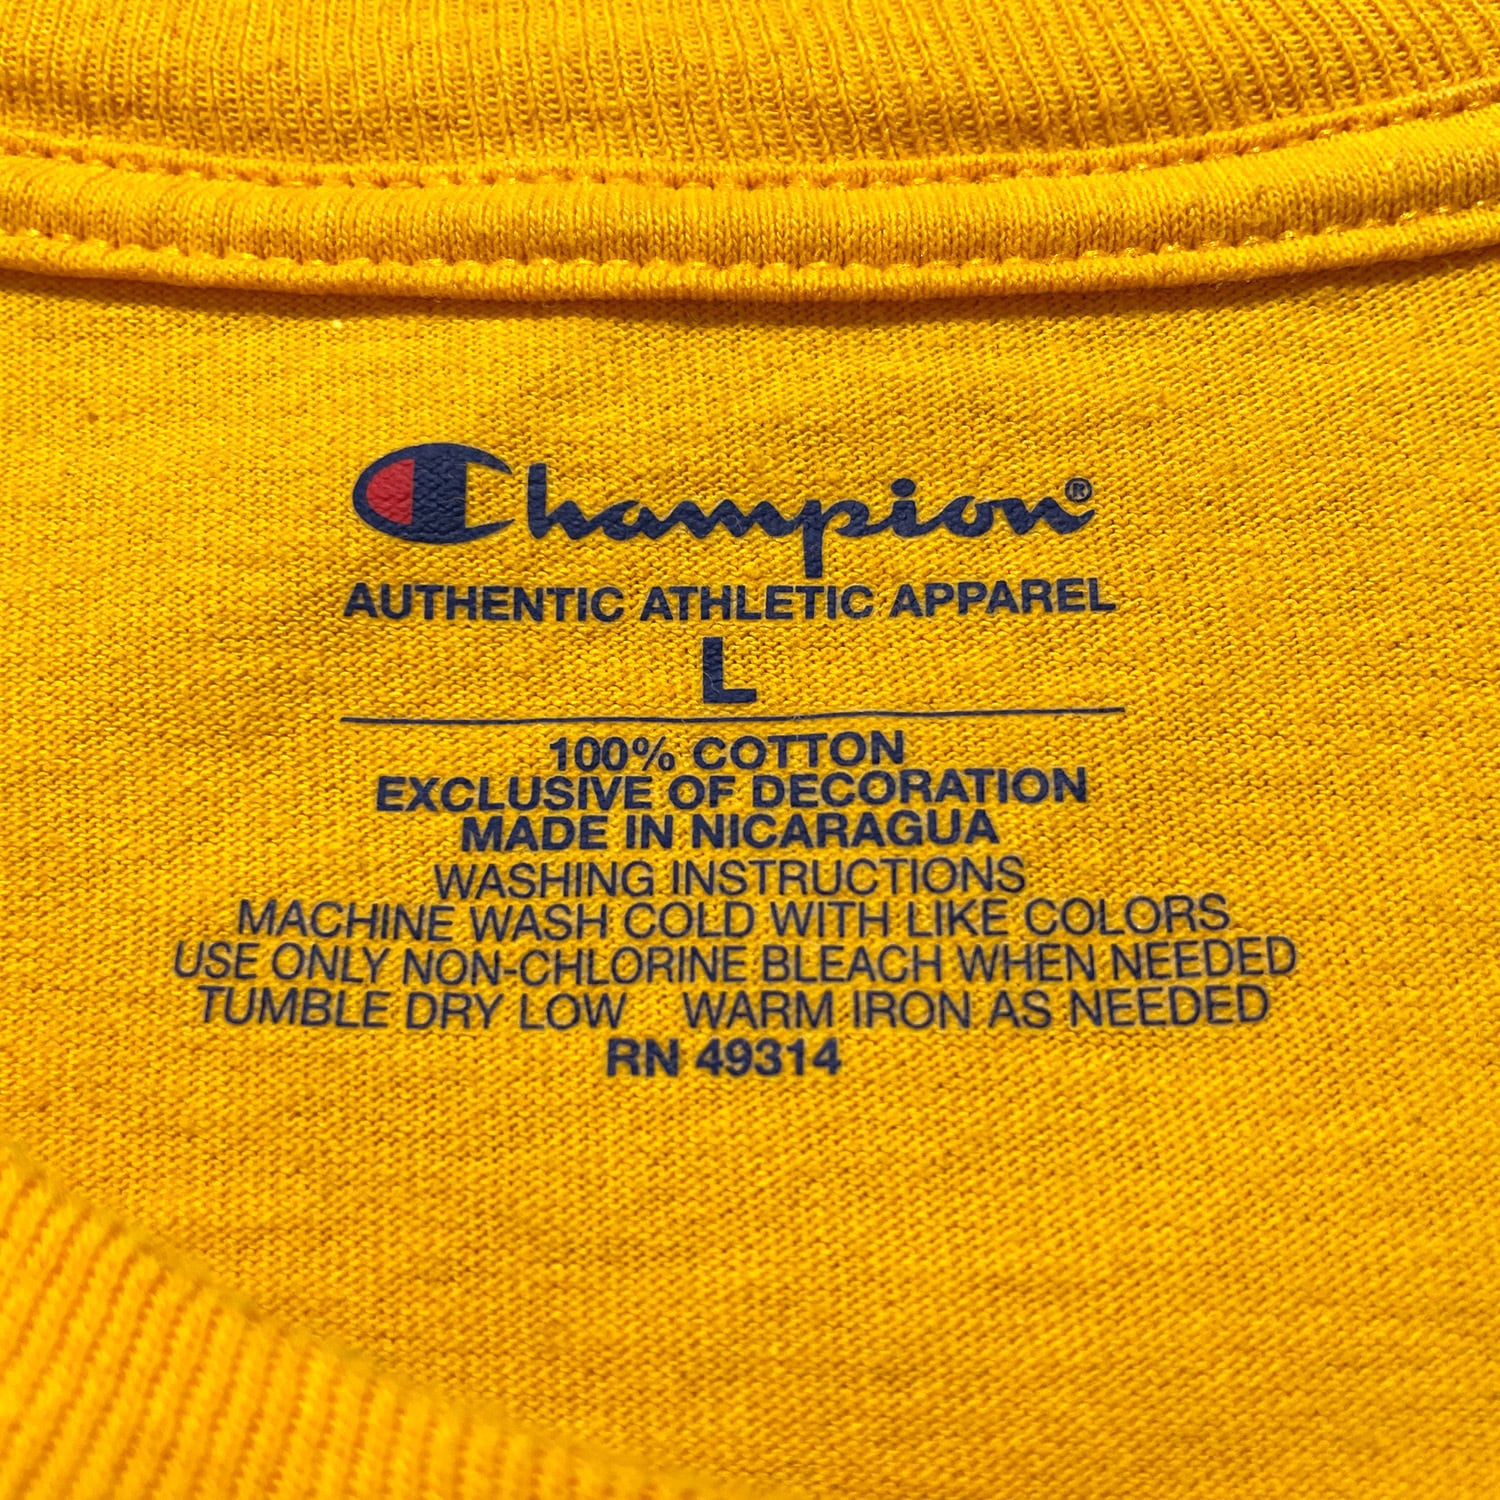 Champion®
AUTHENTIC ATHLETIC APPAREL
L
100% COTTON
EXCLUSIVE OF DECORATION
MADE IN NICARAGUA
WASHING INSTRUCTIONS
MACHINE WASH COLD WITH LIKE COLORS
USE ONLY NON-CHLORINE BLEACH WHEN NEEDED
TUMBLE DRY LOW WARM IRON AS NEEDED
RN 49314